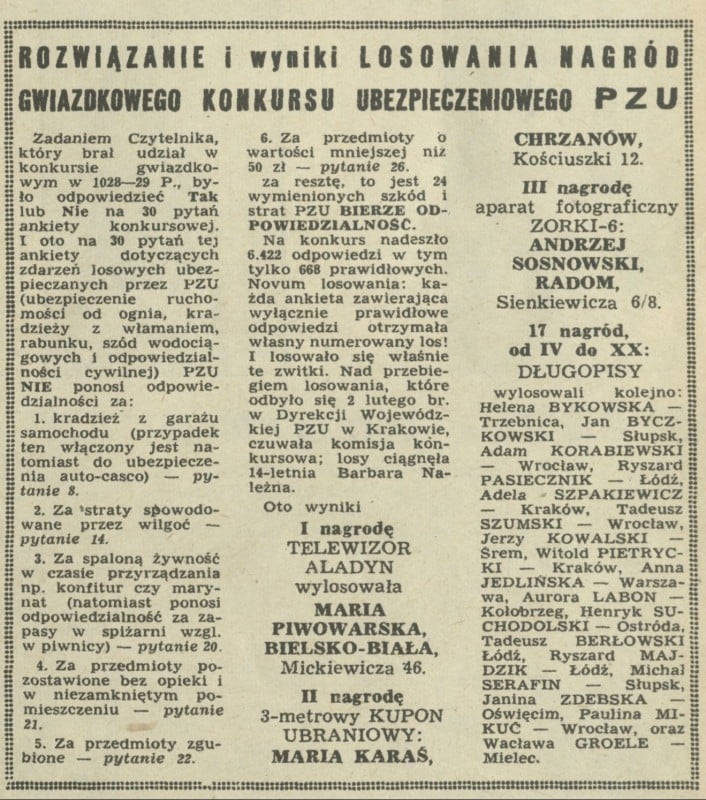 ROZWIĄZANIE i wyniki LOSOWANIA NAGRÓD
GWIAZDKOWEGO KONKURSU UBEZPIECZENIOWEGO PZU
Zadaniem Czytelnika,
który brał udział w
konkursie gwiazdko-
wym w 1028—29 P., by-
ło odpowiedzieć Tak
lub Nie na 30 pytań
ankiety konkursowej.
I oto na 30 pytań tej
ankiety dotyczących
zdarzeń losowych ubez-
pieczanych przez PZU
(ubezpieczenie rucho-
mości od ognia, kra-
dzieży z włamaniem,
rabunku, szód wodocią-
gowych i odpowiedzial-
ności cywilnej) PZU
NIE ponosi odpowie-
dzialności za:
1. kradzież z garażu
samochodu (przypadek
ten włączony jest na-
tomiast do ubezpiecze-
nia auto-casco) — py-
tanie 8.
2. Za straty spowodo-
wane przez wilgoć —
pytanie 14.
3. Za spaloną żywność
w czasie przyrządzania
np. konfitur czy mary-
nat (natomiast ponosi
odpowiedzialność za za-
pasy w spiżarni wzgl.
w piwnicy) — pytanie 20.
4. Za przedmioty po-
zostawione bez opieki i
w niezamkniętym po-
mieszczeniu — pytanie
21.
5. Za przedmioty zgu-
bione — pytanie 22.
6. Za przedmioty o
wartości mniejszej niż
50 zł — pytanie 26.
za resztę, to jest 24
wymienionych szkód i
strat PZU BIERZE OD-
POWIEDZIALNOŚĆ.
Na konkurs nadeszło
6.422 odpowiedzi w tym
tylko 668 prawidłowych.
Novum losowania: ka-
żda ankieta zawierająca
wyłącznie prawidłowe
odpowiedzi otrzymała
własny numerowany los!
I losowało się właśnie
te zwitki. Nad przebie-
giem losowania, które
odbyło się 2 lutego br.
w Dyrekcji Wojewódz-
kiej PZU w Krakowie,
czuwała komisja kon-
kursowa; losy ciągnęła
14-letnia Barbara Na-
leżna.
Oto wyniki
I nagrodę
TELEWIZOR
ALADYN
wylosowała
MARIA
PIWOWARSKA,
BIELSKO-BIAŁA,
Mickiewicza 46.
II nagrodę
3-metrowy KUPON
UBRANIOWY:
MARIA KARAŚ,
CHRZANÓW,
Kościuszki 12.
III nagrodę
aparat fotograficzny
ZORKI-6:
ANDRZEJ
SOSNOWSKI,
RADOM,
Sienkiewicza 6/8.
17 nagród,
od IV do XX:
DŁUGOPISY
wylosowali kolejno:
Helena BYKOWSKA —
Trzebnica, Jan BYCZ-
KOWSKI — Słupsk,
Adam KORABIEWSKI
— Wrocław, Ryszard
PASIECZNIK — Łódź,
Adela SZPAKIEWICZ
— Kraków, Tadeusz
SZUMSKI — Wrocław,
Jerzy KOWALSKI —
Śrem, Witold PIETRYC-
KI — Kraków, Anna
JEDLIŃSKA — Warsza-
wa, Aurora LABON —
Kołobrzeg, Henryk SU-
CHODOLSKI — Ostróda,
Tadeusz BERŁOWSKI
Łódź, Ryszard MAJ-
DZIK — Łódź, Michał
SERAFIN — Słupsk,
Janina ZDEBSKA —
Oświęcim, Paulina MI-
KUĆ — Wrocław, oraz
Wacława GROELE —
Mielec.